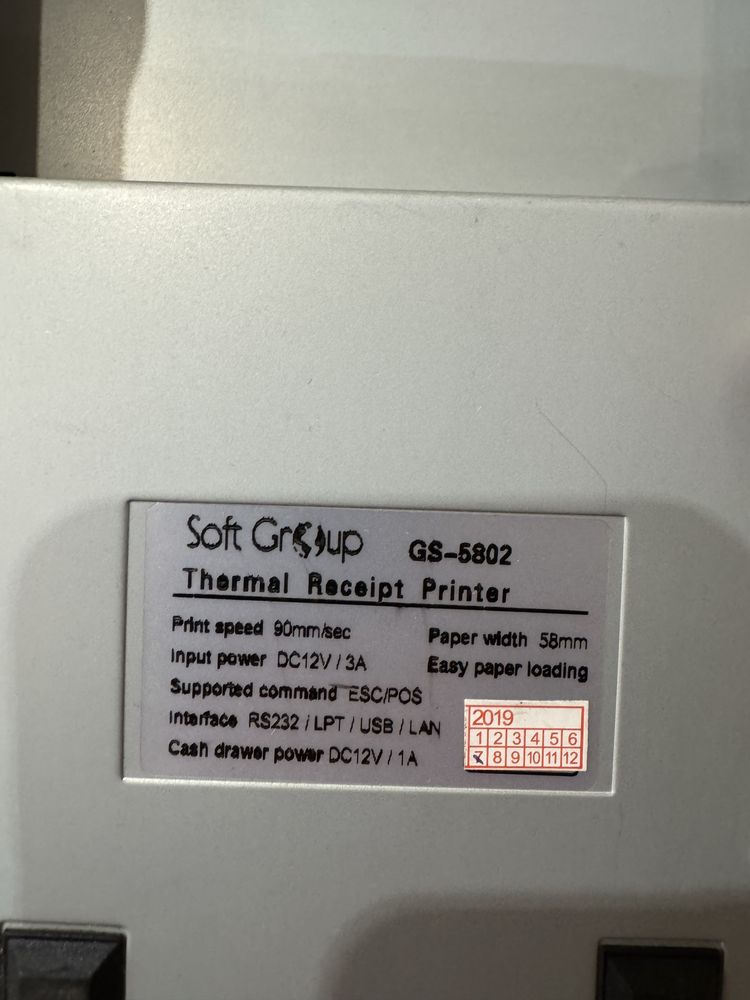 Soft Group GS-5802
Thermal Receipt Printer
Print speed 90mm/sec
Paper width 58mm
Input power DC12V / 3A
Easy paper loading
Supported command ESC/POS
Interface RS232 / LPT / USB / LAN
Cash drawer power DC12V / 1A
2019
1 2 3 4 5 6
7 8 9 10 11 12